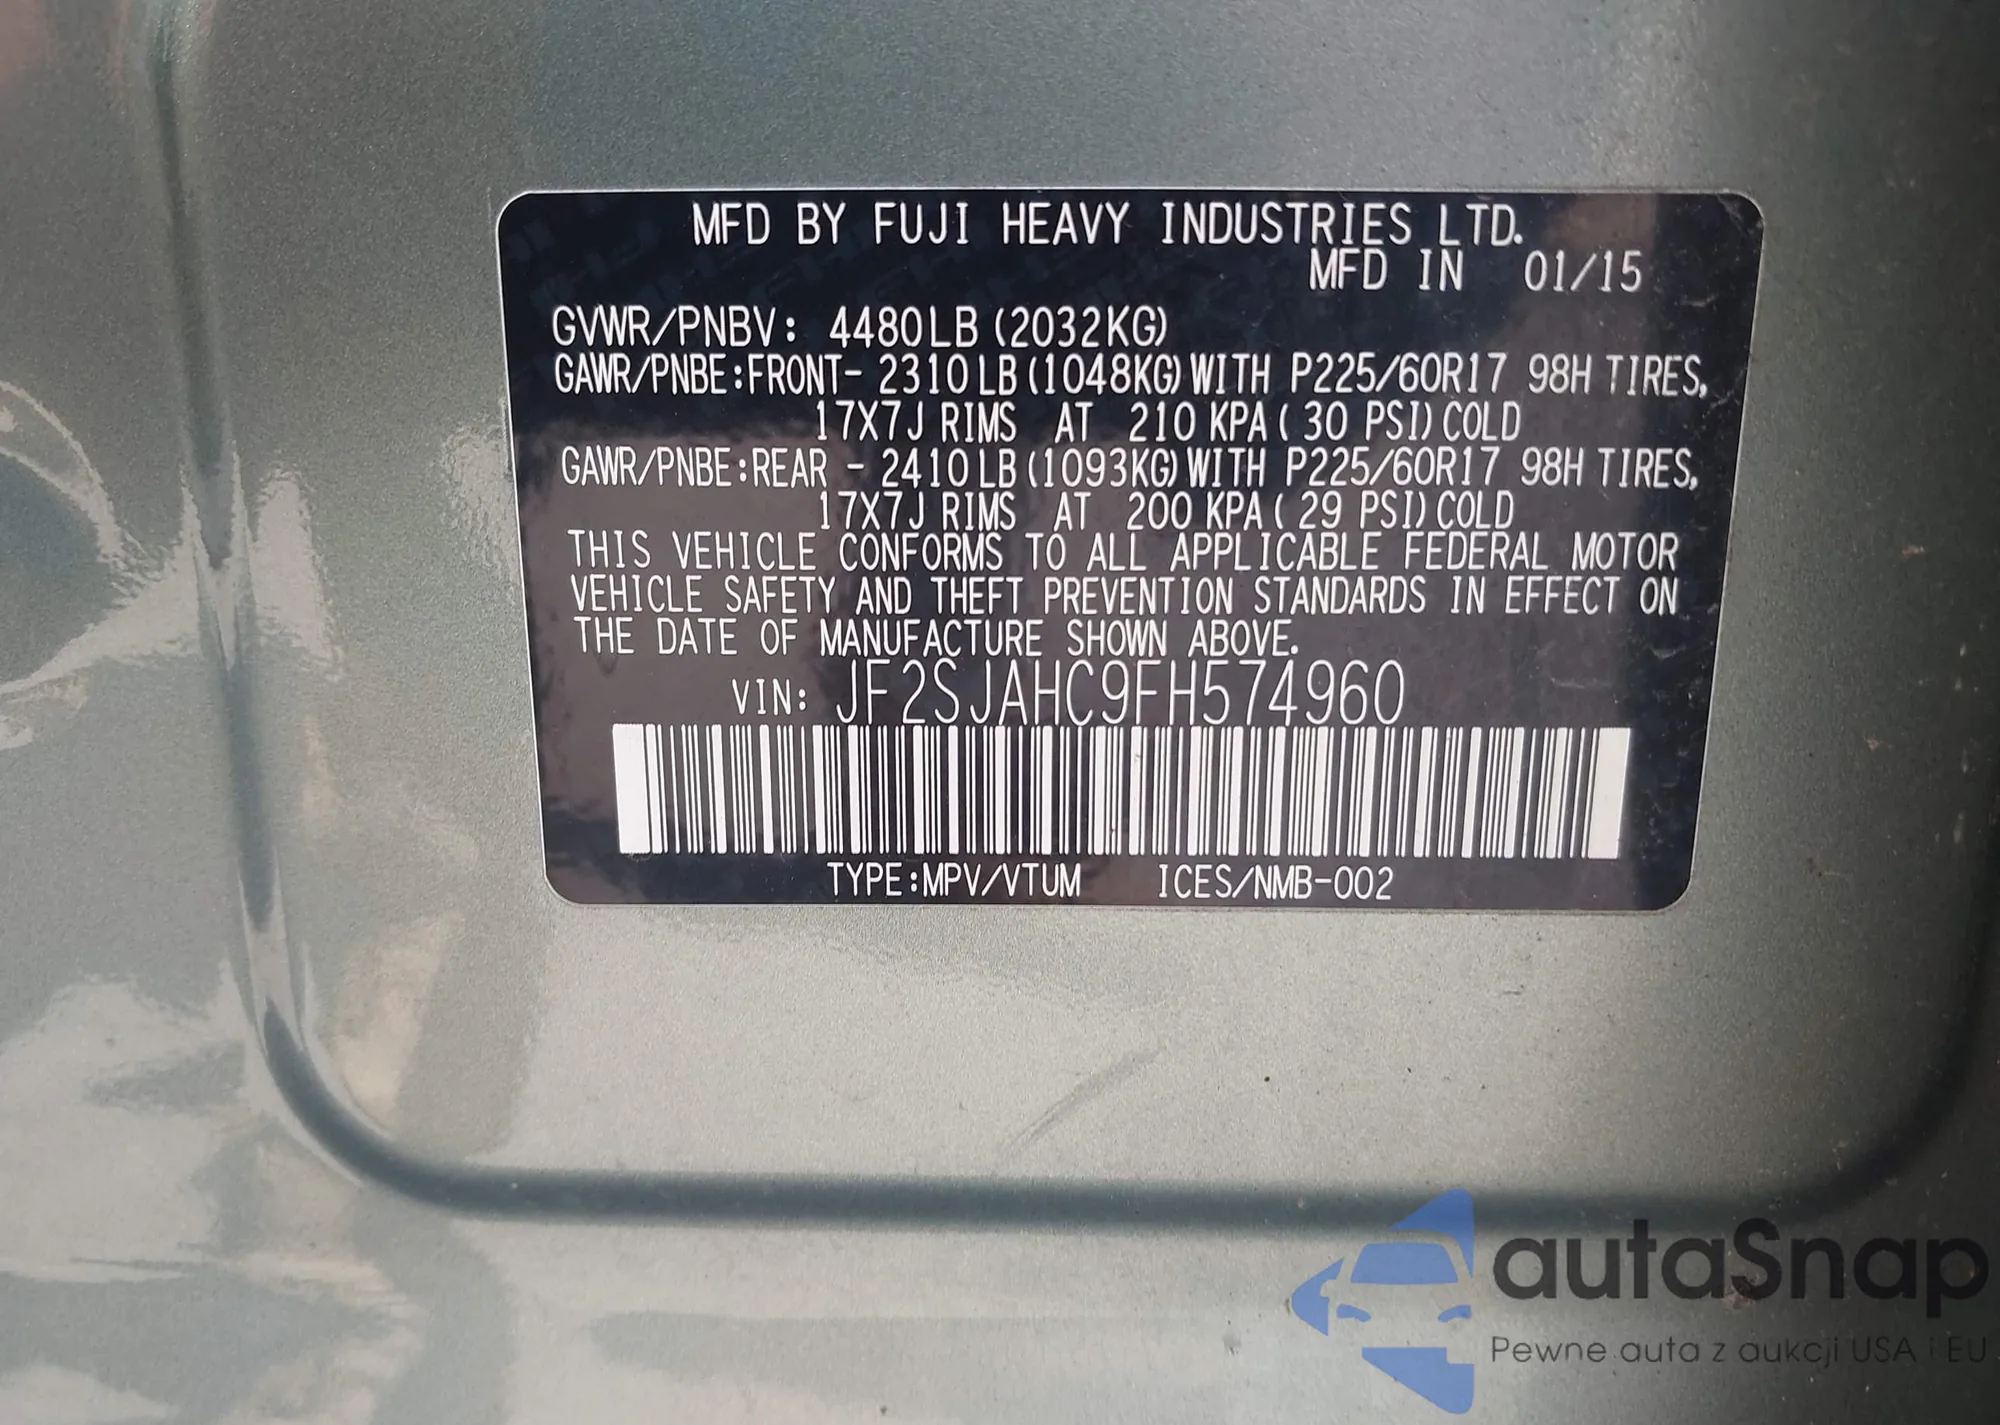 MFD BY FUJI HEAVY INDUSTRIES LTD.
MFD IN 01/15
GVWR/PNBV: 4480LB (2032KG)
GAWR/PNBE:FRONT- 2310LB (1048KG) WITH P225/60R17 98H TIRES,
17X7J RIMS AT 210 KPA ( 30 PSI) COLD
GAWR/PNBE:REAR - 2410LB (1093KG) WITH P225/60R17 98H TIRES,
17X7J RIMS AT 200 KPA ( 29 PSI) COLD
THIS VEHICLE CONFORMS TO ALL APPLICABLE FEDERAL MOTOR
VEHICLE SAFETY AND THEFT PREVENTION STANDARDS IN EFFECT ON
THE DATE OF MANUFACTURE SHOWN ABOVE.
VIN: JF2SJAHC9FH574960
TYPE:MPV/VTUM ICES/NMB-002
autaSnap
Pewne auta z aukcji USA i EU